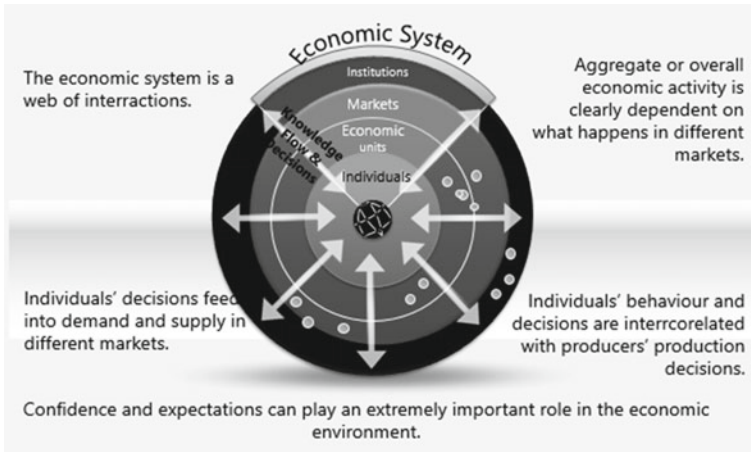 Economic System
The economic system is a
web of interractions.
Aggregate or overall
economic activity is
clearly dependent on
what happens in different
markets.
Institutions
Markets
Economic
units
Individuals
Knowledge
Flow &
Decisions
Individuals' decisions feed
into demand and supply in
different markets.
Individuals' behaviour and
decisions are interrcorelated
with producers' production
decisions.
Confidence and expectations can play an extremely important role in the economic
environment.